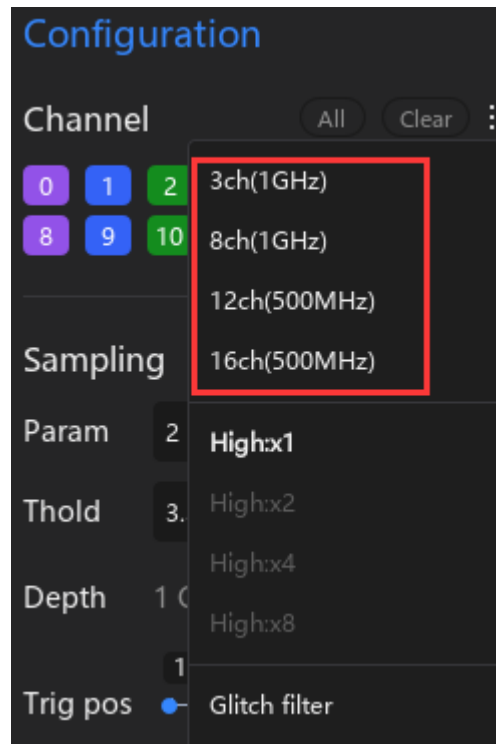 Configuration
Channel All Clear
0 1 2
8 9 10
3ch(1GHz)
8ch(1GHz)
12ch(500MHz)
16ch(500MHz)
Sampling
Param 2
High:x1
Thold 3.
High:x2
High:x4
Depth 1
High:x8
1
Trig pos
Glitch filter